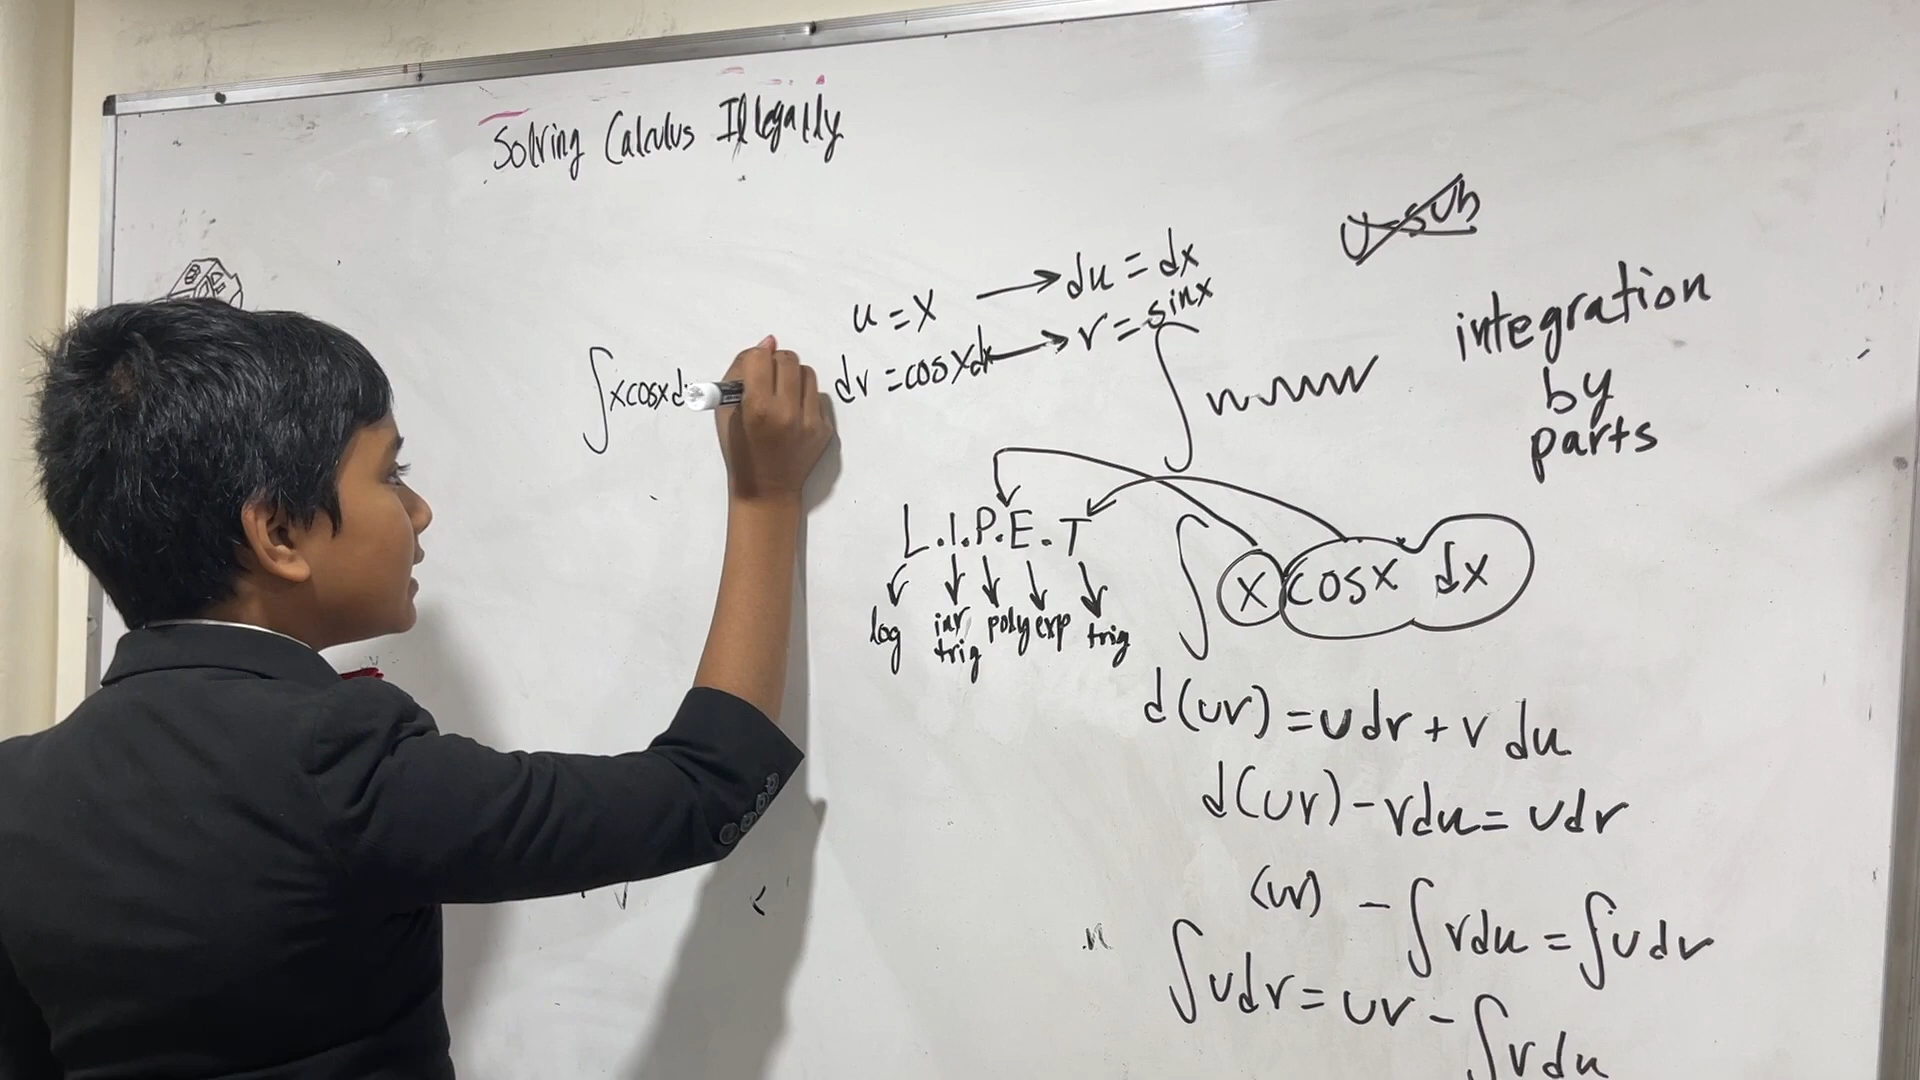 Solving Calculus Illegally
u-sub
u = x → du = dx
dv = cosxdx → v = sinx
∫xcosxd
∫
integration
by
parts
L.I.P.E.T
log
inv
trig
poly
exp
trig
∫ x cosx dx
d(uv) = udv + v du
d(uv) - vdu = udv
(uv) - ∫vdu = ∫udv
∫udv = uv - ∫vdu